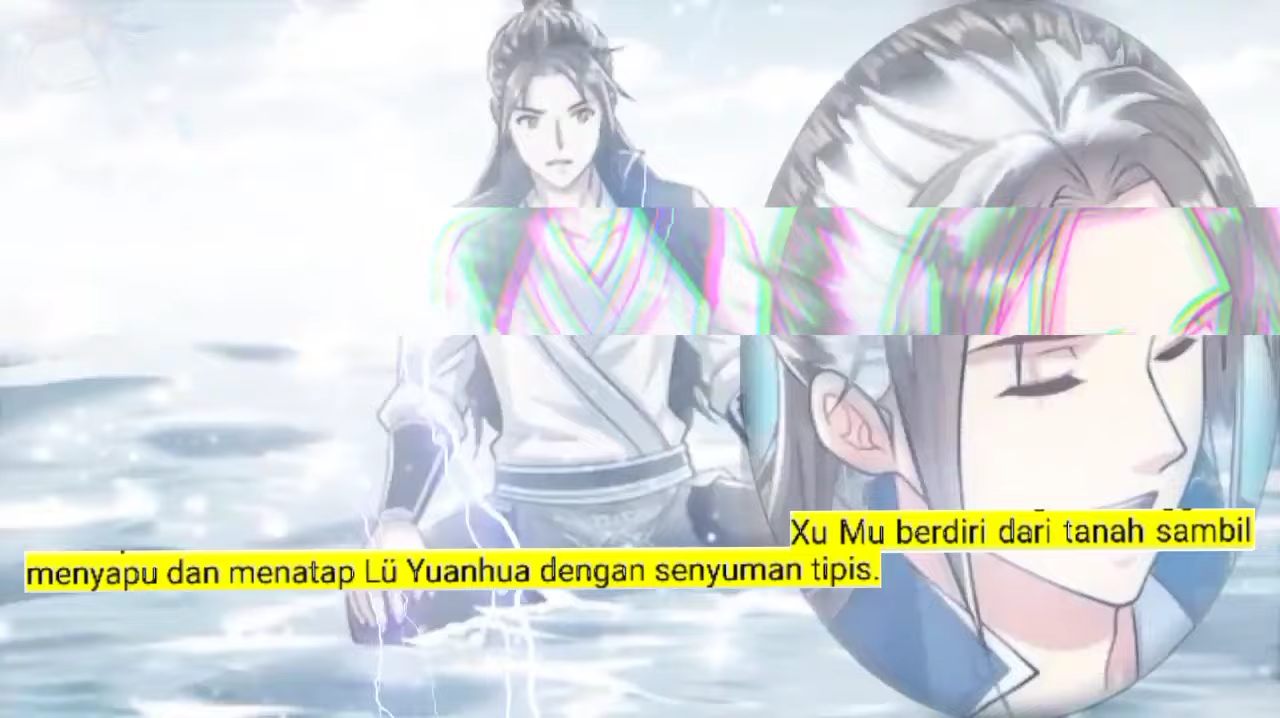 Xu Mu berdiri dari tanah sambil
menyapu dan menatap Lü Yuanhua dengan senyuman tipis.